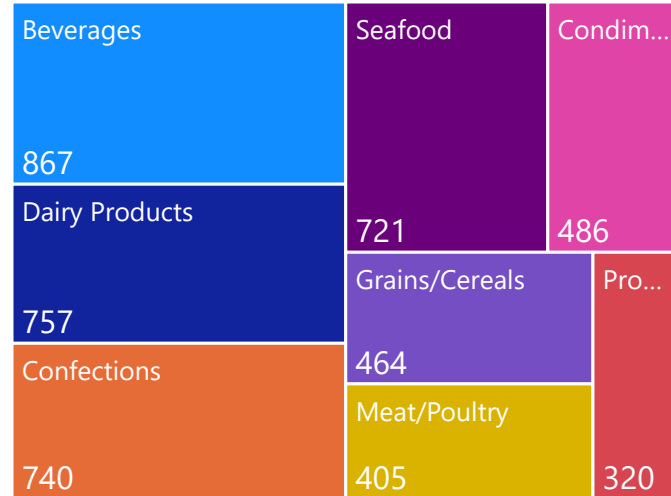 Beverages
867
Dairy Products
757
Confections
740
Seafood
721
Condim...
486
Grains/Cereals
464
Meat/Poultry
405
Pro...
320